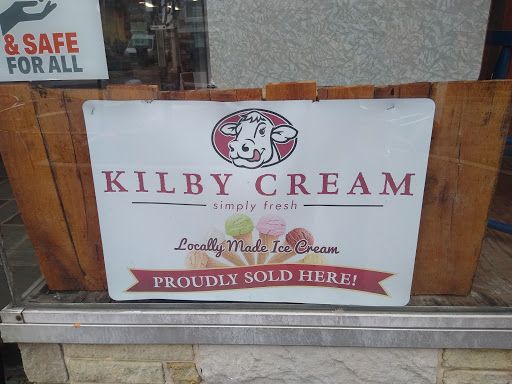 & SAFE
FOR ALL
KILBY CREAM
simply fresh
Locally Made Ice Cream
PROUDLY SOLD HERE!